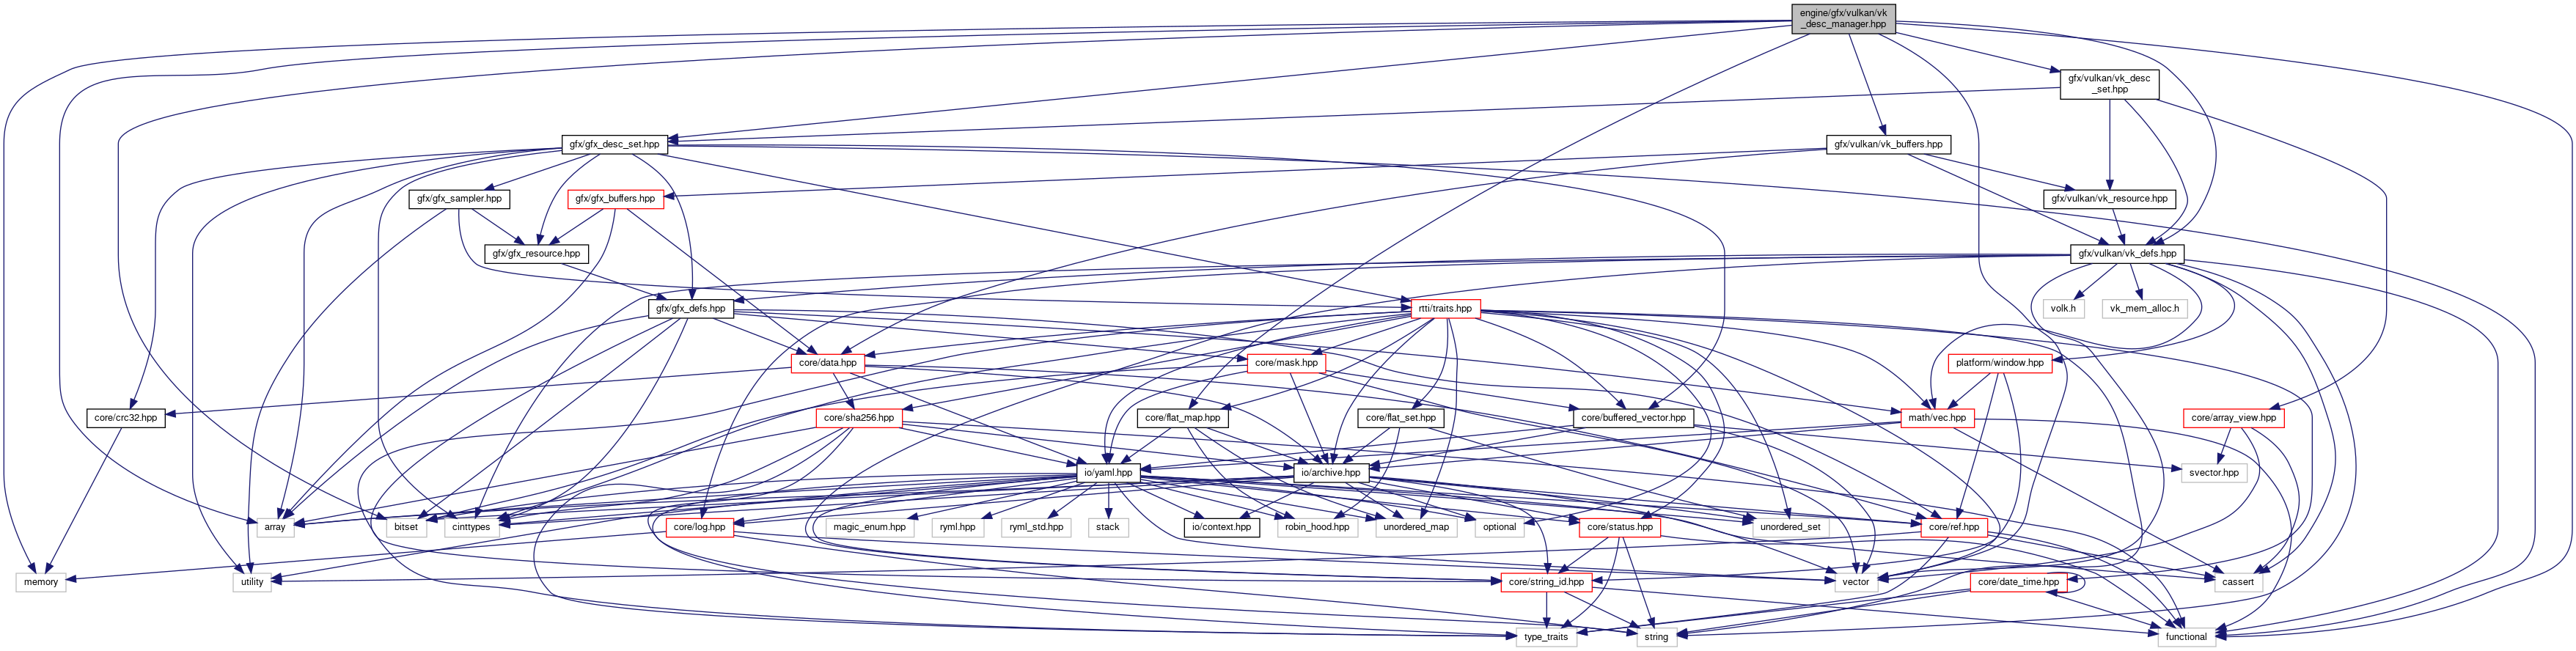 engine/gfx/vulkan/vk
_desc_manager.hpp
gfx/vulkan/vk_desc
_set.hpp
gfx/gfx_desc_set.hpp
gfx/vulkan/vk_buffers.hpp
gfx/gfx_sampler.hpp
gfx/gfx_buffers.hpp
gfx/vulkan/vk_resource.hpp
gfx/gfx_resource.hpp
gfx/vulkan/vk_defs.hpp
gfx/gfx_defs.hpp
rtti/traits.hpp
volk.h
vk_mem_alloc.h
core/data.hpp
core/mask.hpp
platform/window.hpp
core/crc32.hpp
core/sha256.hpp
core/flat_map.hpp
core/flat_set.hpp
core/buffered_vector.hpp
math/vec.hpp
core/array_view.hpp
io/yaml.hpp
io/archive.hpp
svector.hpp
array
bitset
cinttypes
core/log.hpp
magic_enum.hpp
ryml.hpp
ryml_std.hpp
stack
io/context.hpp
robin_hood.hpp
unordered_map
optional
core/status.hpp
unordered_set
core/ref.hpp
memory
utility
core/string_id.hpp
vector
core/date_time.hpp
cassert
type_traits
string
functional